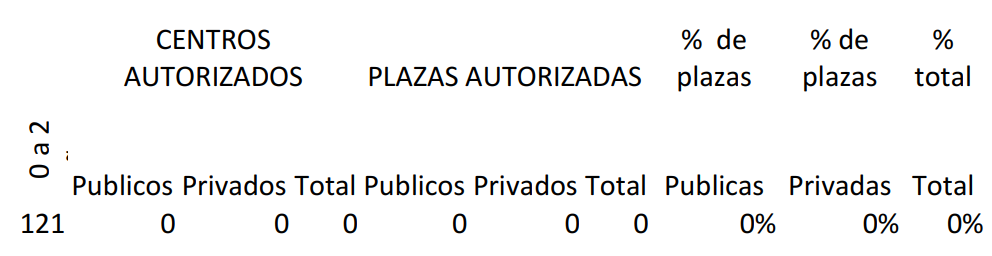 CENTROS % de % de %
AUTORIZADOS PLAZAS AUTORIZADAS plazas plazas total
0 a 2
Publicos Privados Total Publicos Privados Total Publicas Privadas Total
121 0 0 0 0 0 0 0% 0% 0%